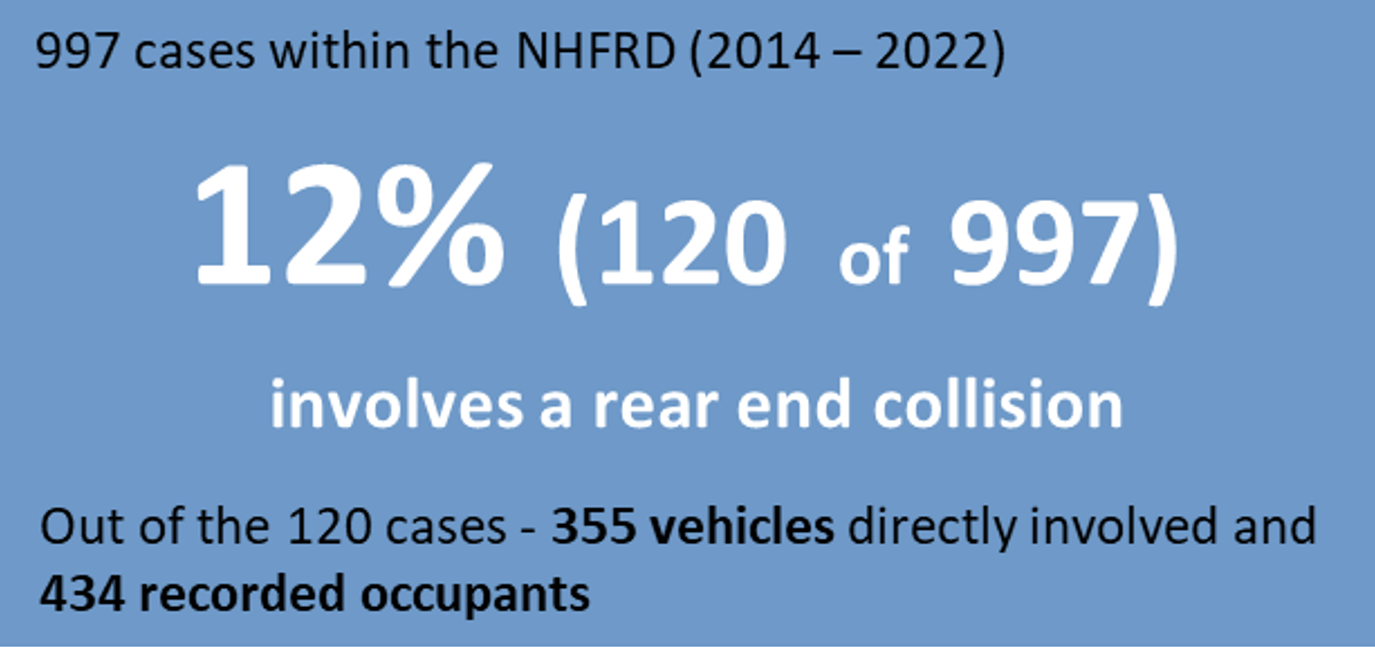 997 cases within the NHFRD (2014 – 2022)
12% (120 of 997)
involves a rear end collision
Out of the 120 cases - 355 vehicles directly involved and
434 recorded occupants